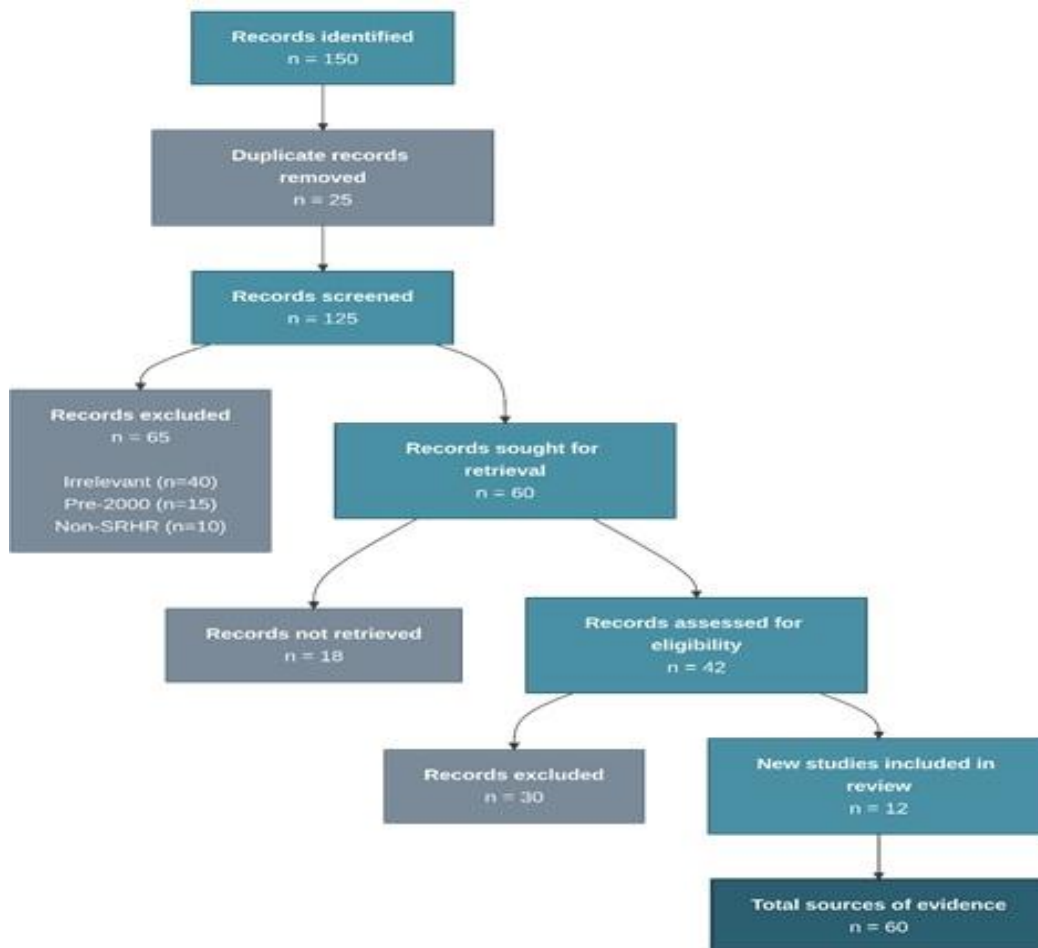 Records identified
n = 150
Duplicate records
removed
n = 25
Records screened
n = 125
Records excluded
n = 65
Irrelevant (n=40)
Pre-2000 (n=15)
Non-SRHR (n=10)
Records sought for
retrieval
n = 60
Records not retrieved
n = 18
Records assessed for
eligibility
n = 42
Records excluded
n = 30
New studies included in
review
n = 12
Total sources of evidence
n = 60